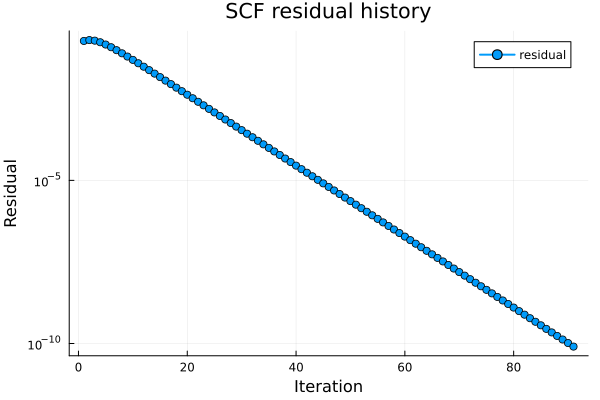 SCF residual history
residual
Residual
10⁻⁵
10⁻¹⁰
0 20 40 60 80
Iteration